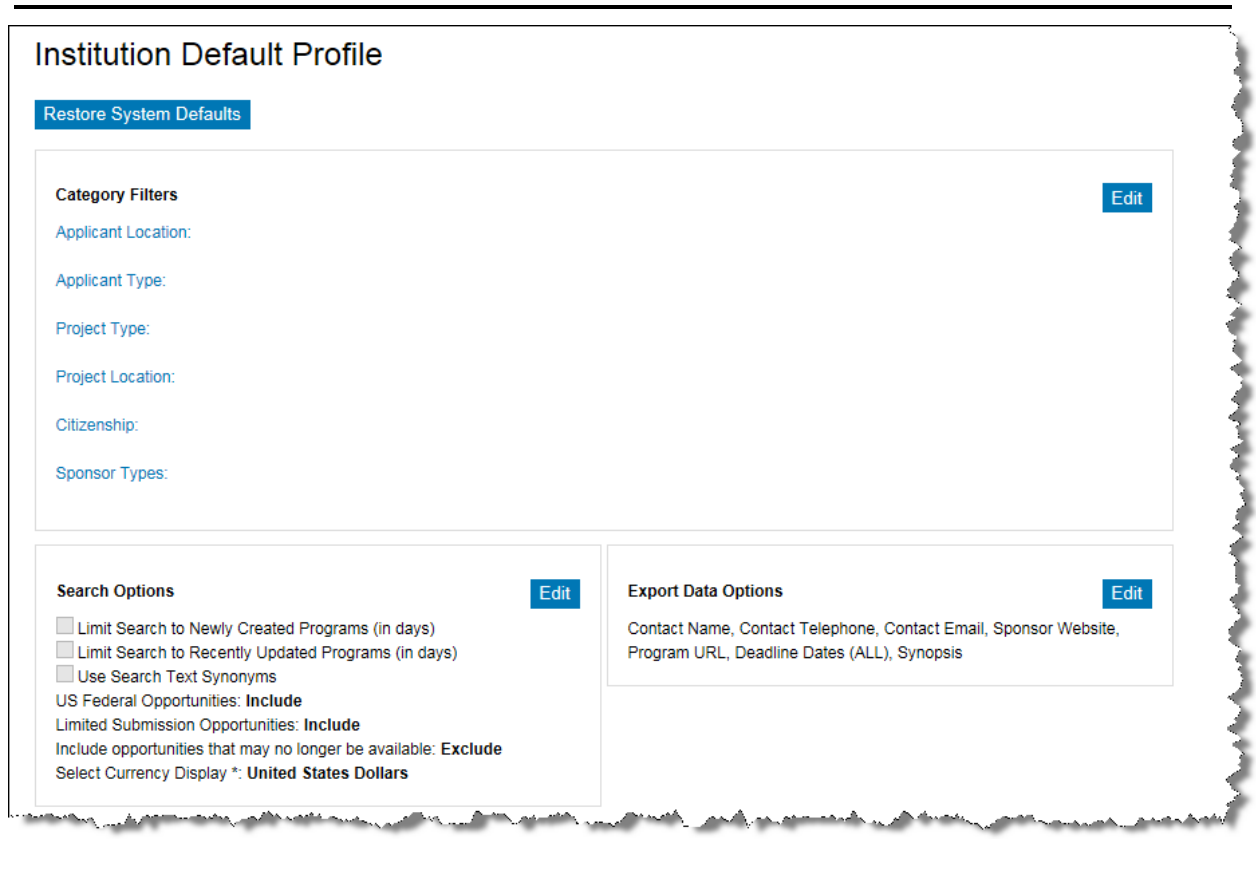 Institution Default Profile
Restore System Defaults
Category Filters
Edit
Applicant Location:
Applicant Type:
Project Type:
Project Location:
Citizenship:
Sponsor Types:
Search Options
Edit
Limit Search to Newly Created Programs (in days)
Limit Search to Recently Updated Programs (in days)
Use Search Text Synonyms
US Federal Opportunities: Include
Limited Submission Opportunities: Include
Include opportunities that may no longer be available: Exclude
Select Currency Display *: United States Dollars
Export Data Options
Edit
Contact Name, Contact Telephone, Contact Email, Sponsor Website,
Program URL, Deadline Dates (ALL), Synopsis